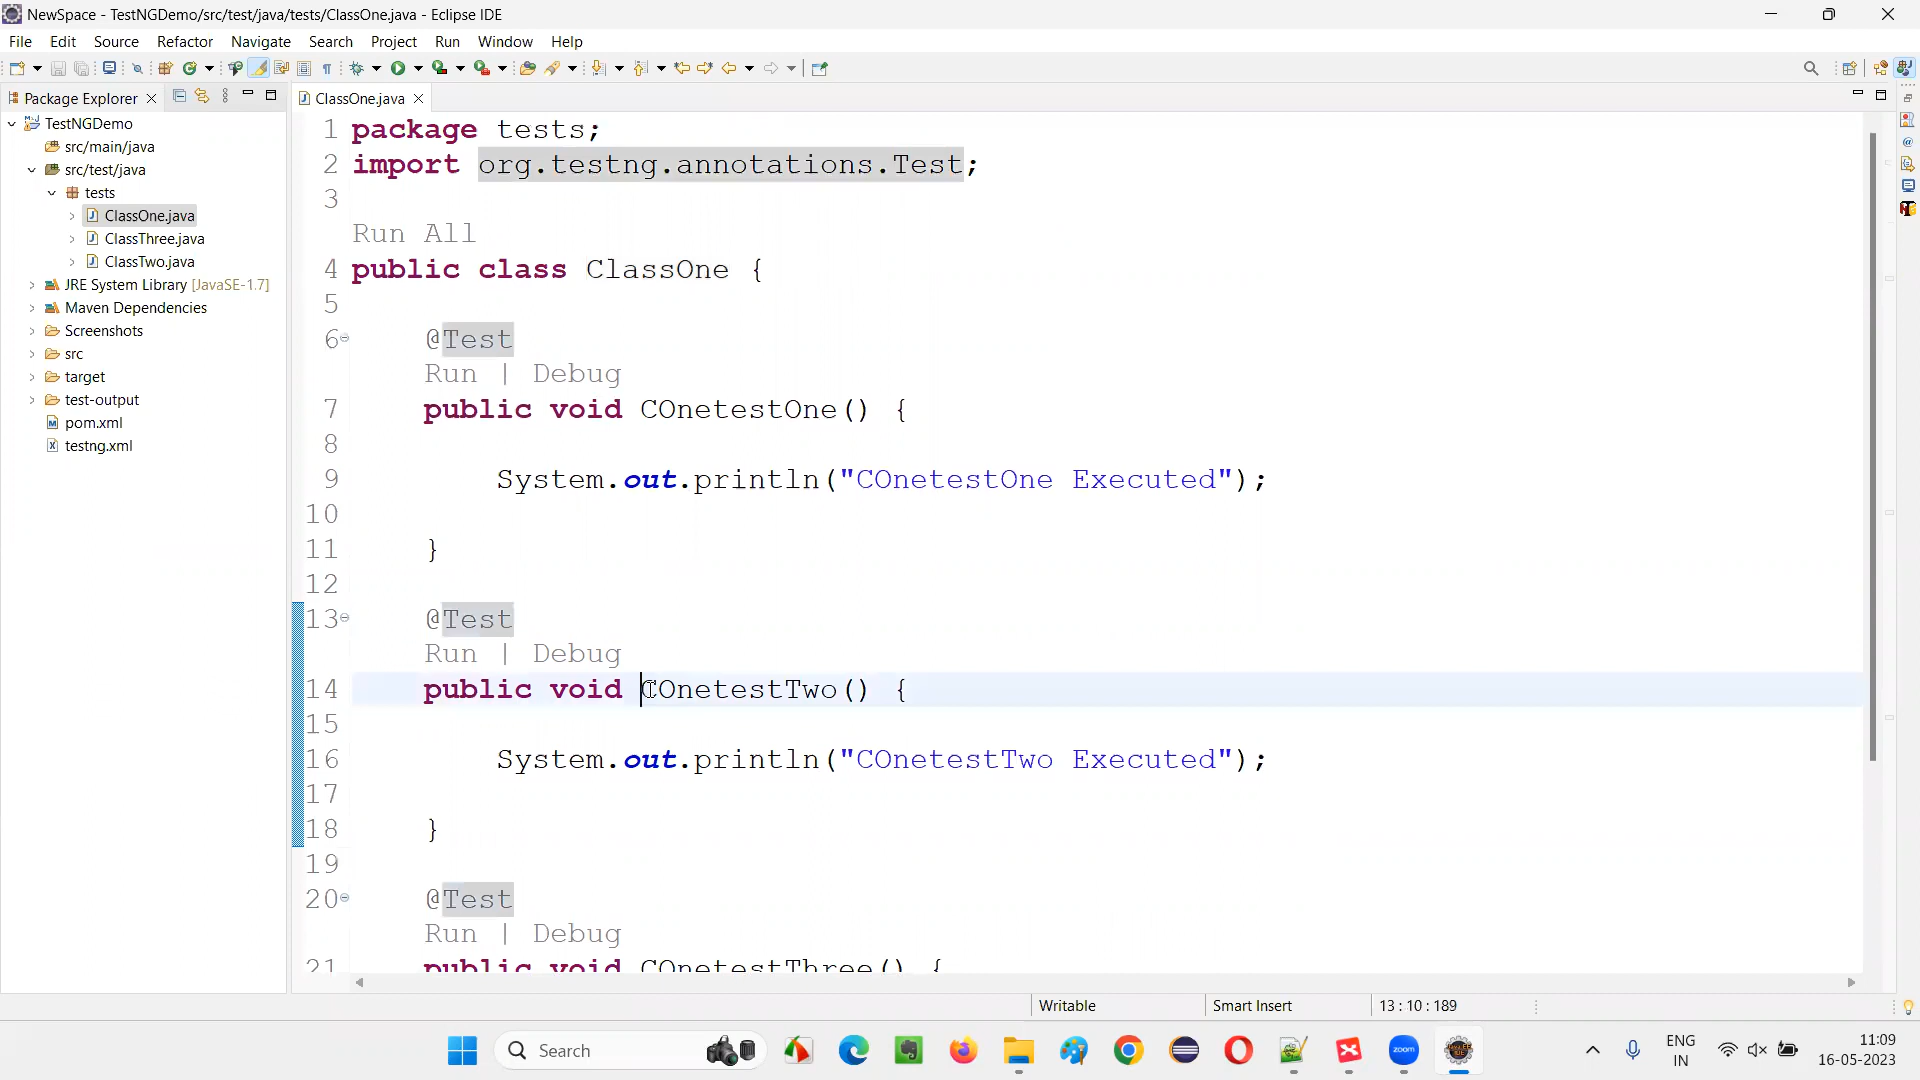 NewSpace - TestNGDemo/src/test/java/tests/ClassOne.java - Eclipse IDE
File Edit Source Refactor Navigate Search Project Run Window Help
Package Explorer
ClassOne.java
TestNGDemo
src/main/java
src/test/java
tests
ClassOne.java
ClassThree.java
ClassTwo.java
JRE System Library [JavaSE-1.7]
Maven Dependencies
Screenshots
src
target
test-output
pom.xml
testng.xml
1 package tests;
2 import org.testng.annotations.Test;
3
Run All
4 public class ClassOne {
5
6 @Test
Run | Debug
7 public void COnetestOne() {
8
9 System.out.println("COnetestOne Executed");
10
11 }
12
13 @Test
Run | Debug
14 public void COnetestTwo() {
15
16 System.out.println("COnetestTwo Executed");
17
18 }
19
20 @Test
Run | Debug
21 public void COnetestThree() {
Writable Smart Insert 13 : 10 : 189
Search
zoom
ENG
IN
11:09
16-05-2023